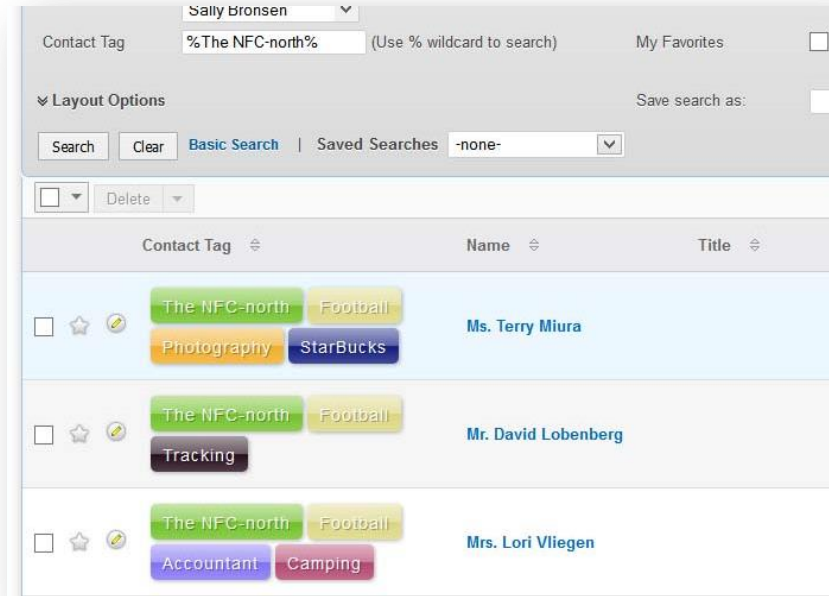 Sally Bronsen
Contact Tag %The NFC-north% (Use % wildcard to search) My Favorites
Layout Options Save search as:
Search Clear Basic Search | Saved Searches -none-
Delete
Contact Tag Name Title
The NFC-north Football
Photography StarBucks
Ms. Terry Miura
The NFC-north Football
Tracking
Mr. David Lobenberg
The NFC-north Football
Accountant Camping
Mrs. Lori Vliegen